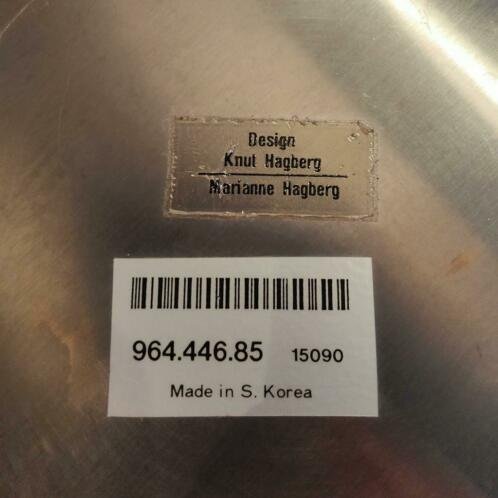 Design
Knut Hagberg
Marianne Hagberg
964.446.85 15090
Made in S. Korea